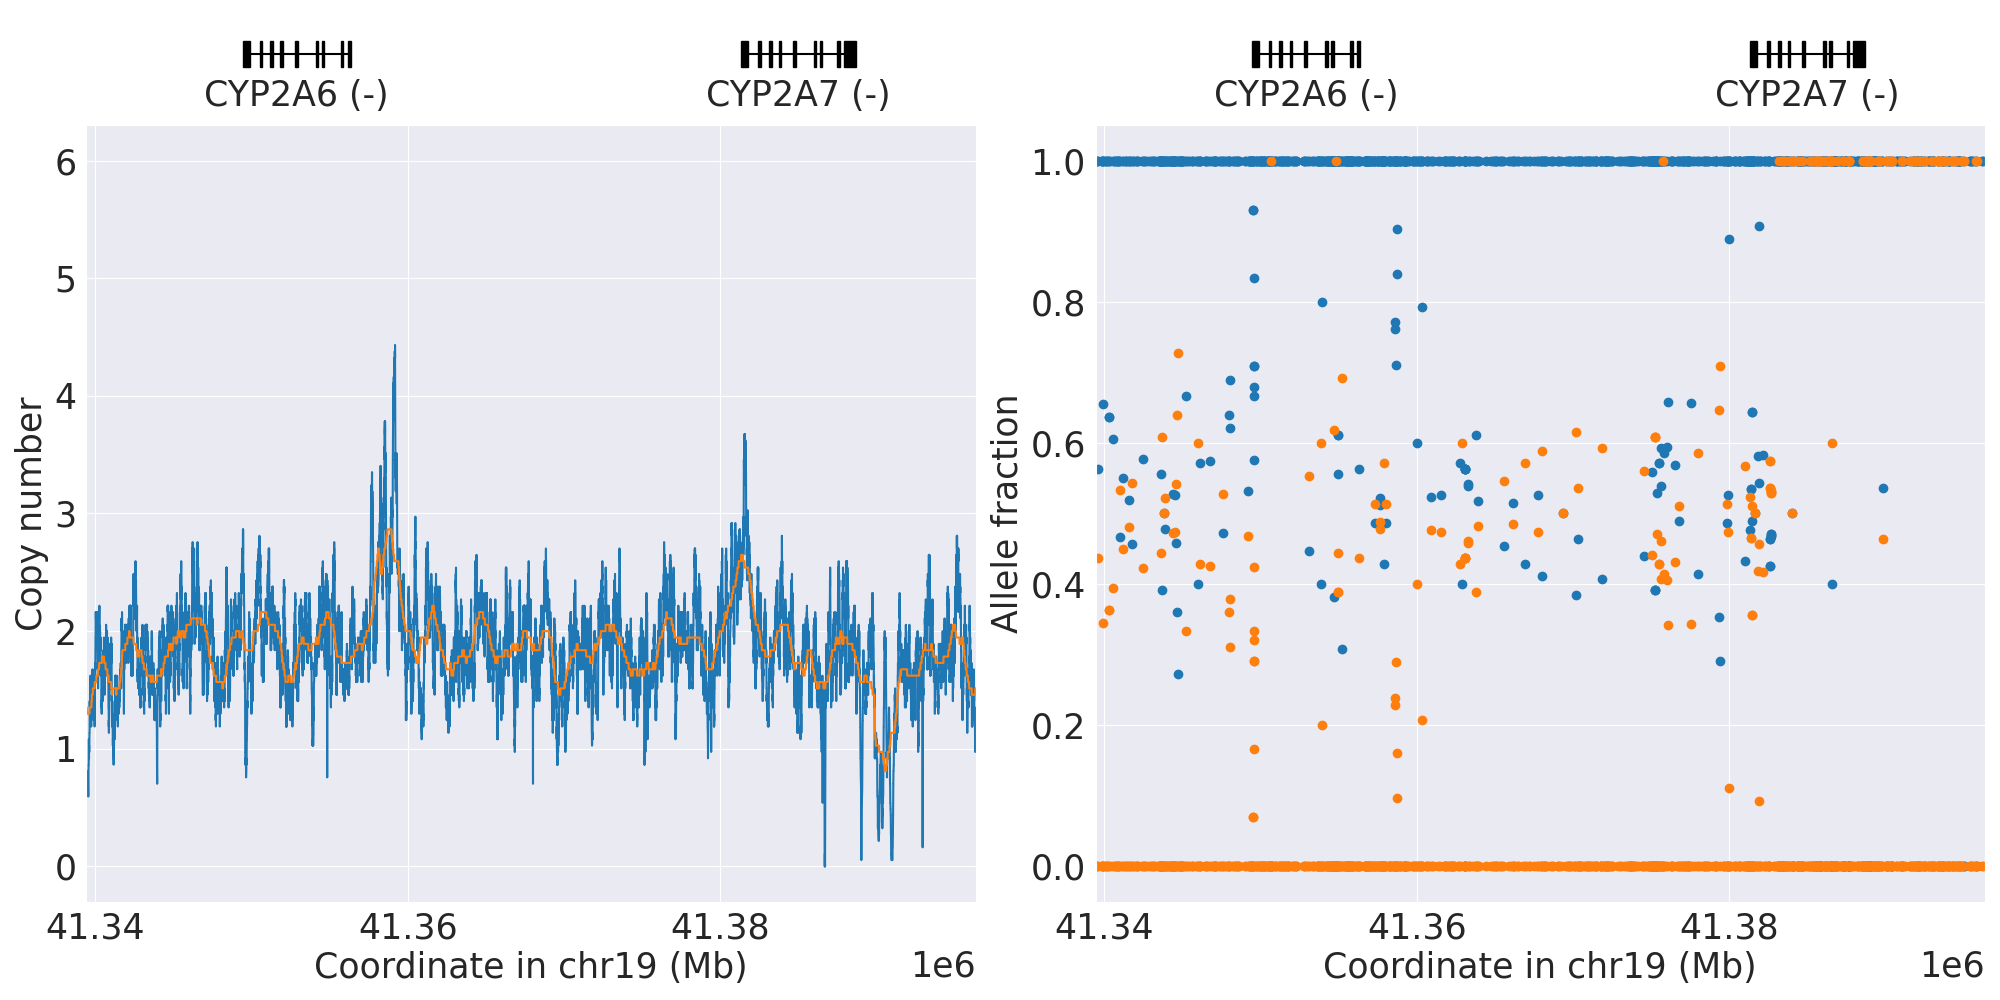 CYP2A6 (-)
CYP2A7 (-)
CYP2A6 (-)
CYP2A7 (-)
Copy number
6
5
4
3
2
1
0
41.34
41.36
41.38
Coordinate in chr19 (Mb)
1e6
Allele fraction
1.0
0.8
0.6
0.4
0.2
0.0
41.34
41.36
41.38
Coordinate in chr19 (Mb)
1e6